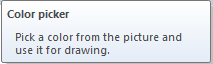 Color picker
Pick a color from the picture and
use it for drawing.